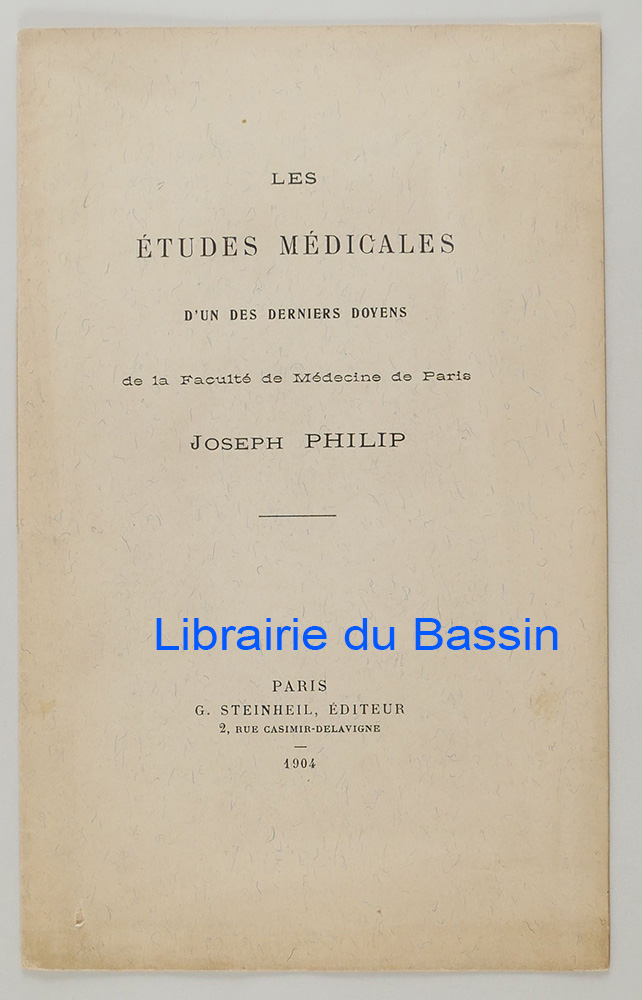 LES
ÉTUDES MÉDICALES
D'UN DES DERNIERS DOYENS
de la Faculté de Médecine de Paris
JOSEPH PHILIP
Librairie du Bassin
PARIS
G. STEINHEIL, ÉDITEUR
2, RUE CASIMIR-DELAVIGNE
1904